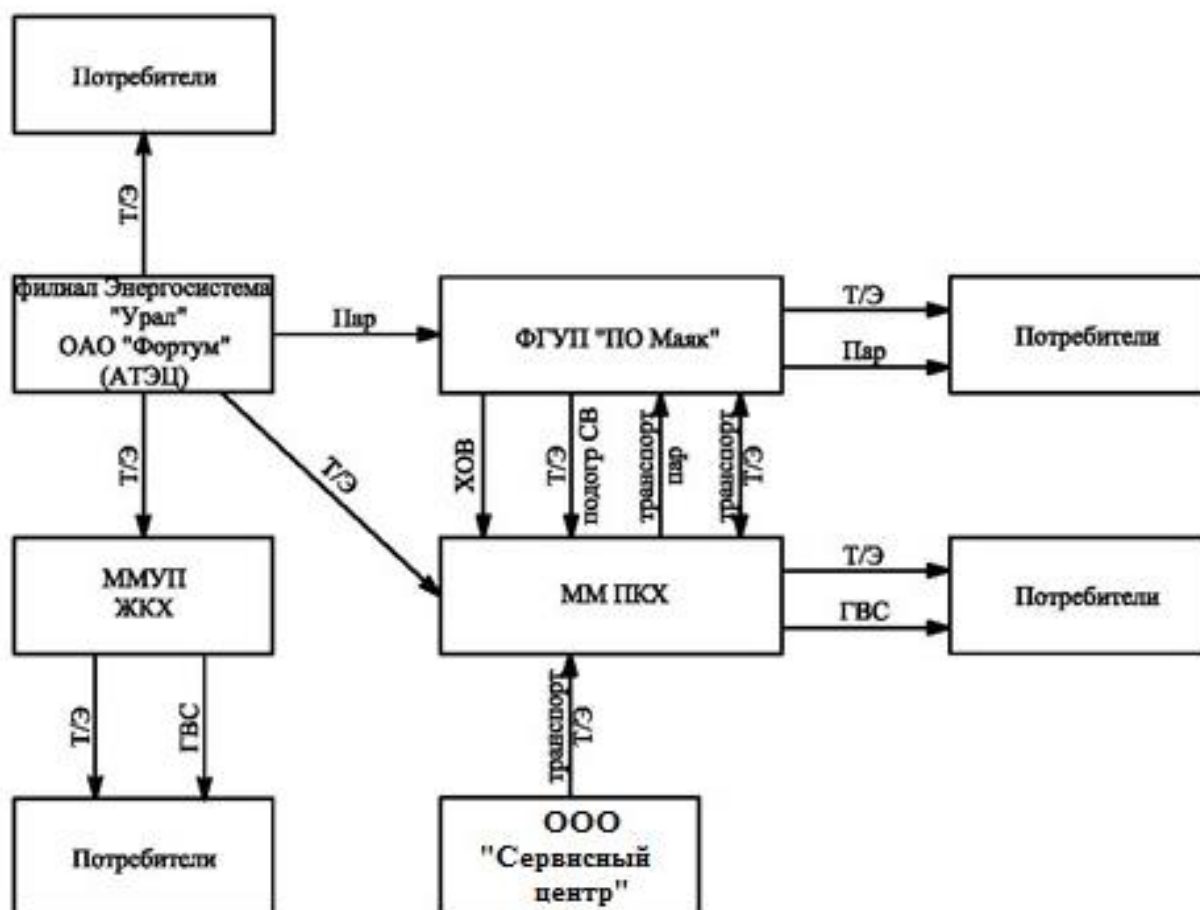 Потребители
Т/Э
филиал Энергосистема
"Урал"
ОАО "Фортум"
(АТЭЦ)
Пар
ФГУП "ПО Маяк"
Т/Э
Пар
Потребители
Т/Э
Т/Э
ХОВ
Т/Э
подогр СВ
транспорт
пар
транспорт
Т/Э
ММУП
ЖКХ
ММ ПКХ
Т/Э
ГВС
Потребители
Т/Э
ГВС
транспорт
Т/Э
Потребители
ООО
"Сервисный
центр"